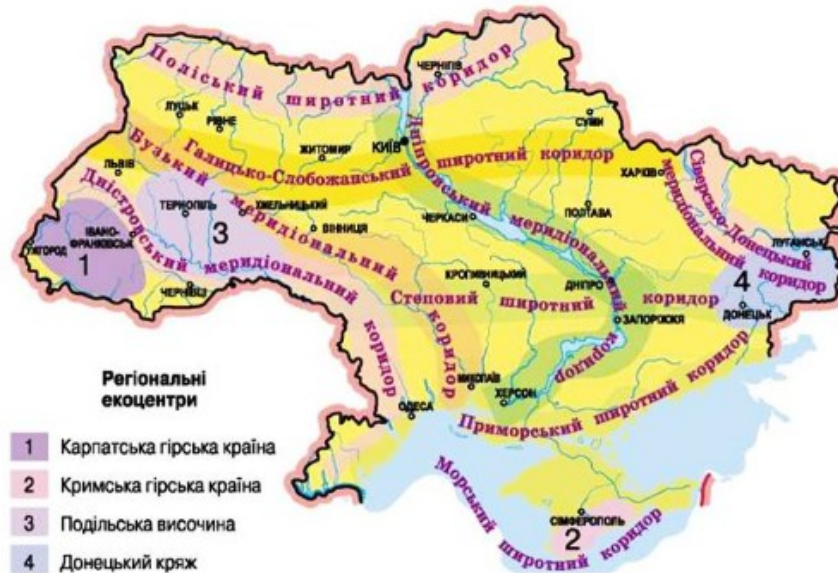 ЧЕРНІГІВ
Поліський широтний коридор
ЛУЦЬК
РІВНЕ
СУМИ
КИЇВ
ЖИТОМИР
Галицько-Слобожанський широтний коридор
ЛЬВІВ
ХАРКІВ
Бузький меридіональний коридор
Дніпровський меридіональний коридор
Сіверсько-Донецький меридіональний коридор
Дністровський меридіональний коридор
ТЕРНОПІЛЬ
ХМЕЛЬНИЦЬКИЙ
ВІННИЦЯ
ЧЕРКАСИ
ПОЛТАВА
ЛУГАНСЬК
ІВАНО-
ФРАНКІВСЬК
УЖГОРОД
3
1
КРОПИВНИЦЬКИЙ
ДНІПРО
4
ЧЕРНІВЦІ
Степовий широтний коридор
ДОНЕЦЬК
ЗАПОРІЖЖЯ
МИКОЛАЇВ
ХЕРСОН
ОДЕСА
Приморський широтний коридор
Морський широтний коридор
СІМФЕРОПОЛЬ
2
Регіональні
екоцентри
1 Карпатська гірська країна
2 Кримська гірська країна
3 Подільська височина
4 Донецький кряж